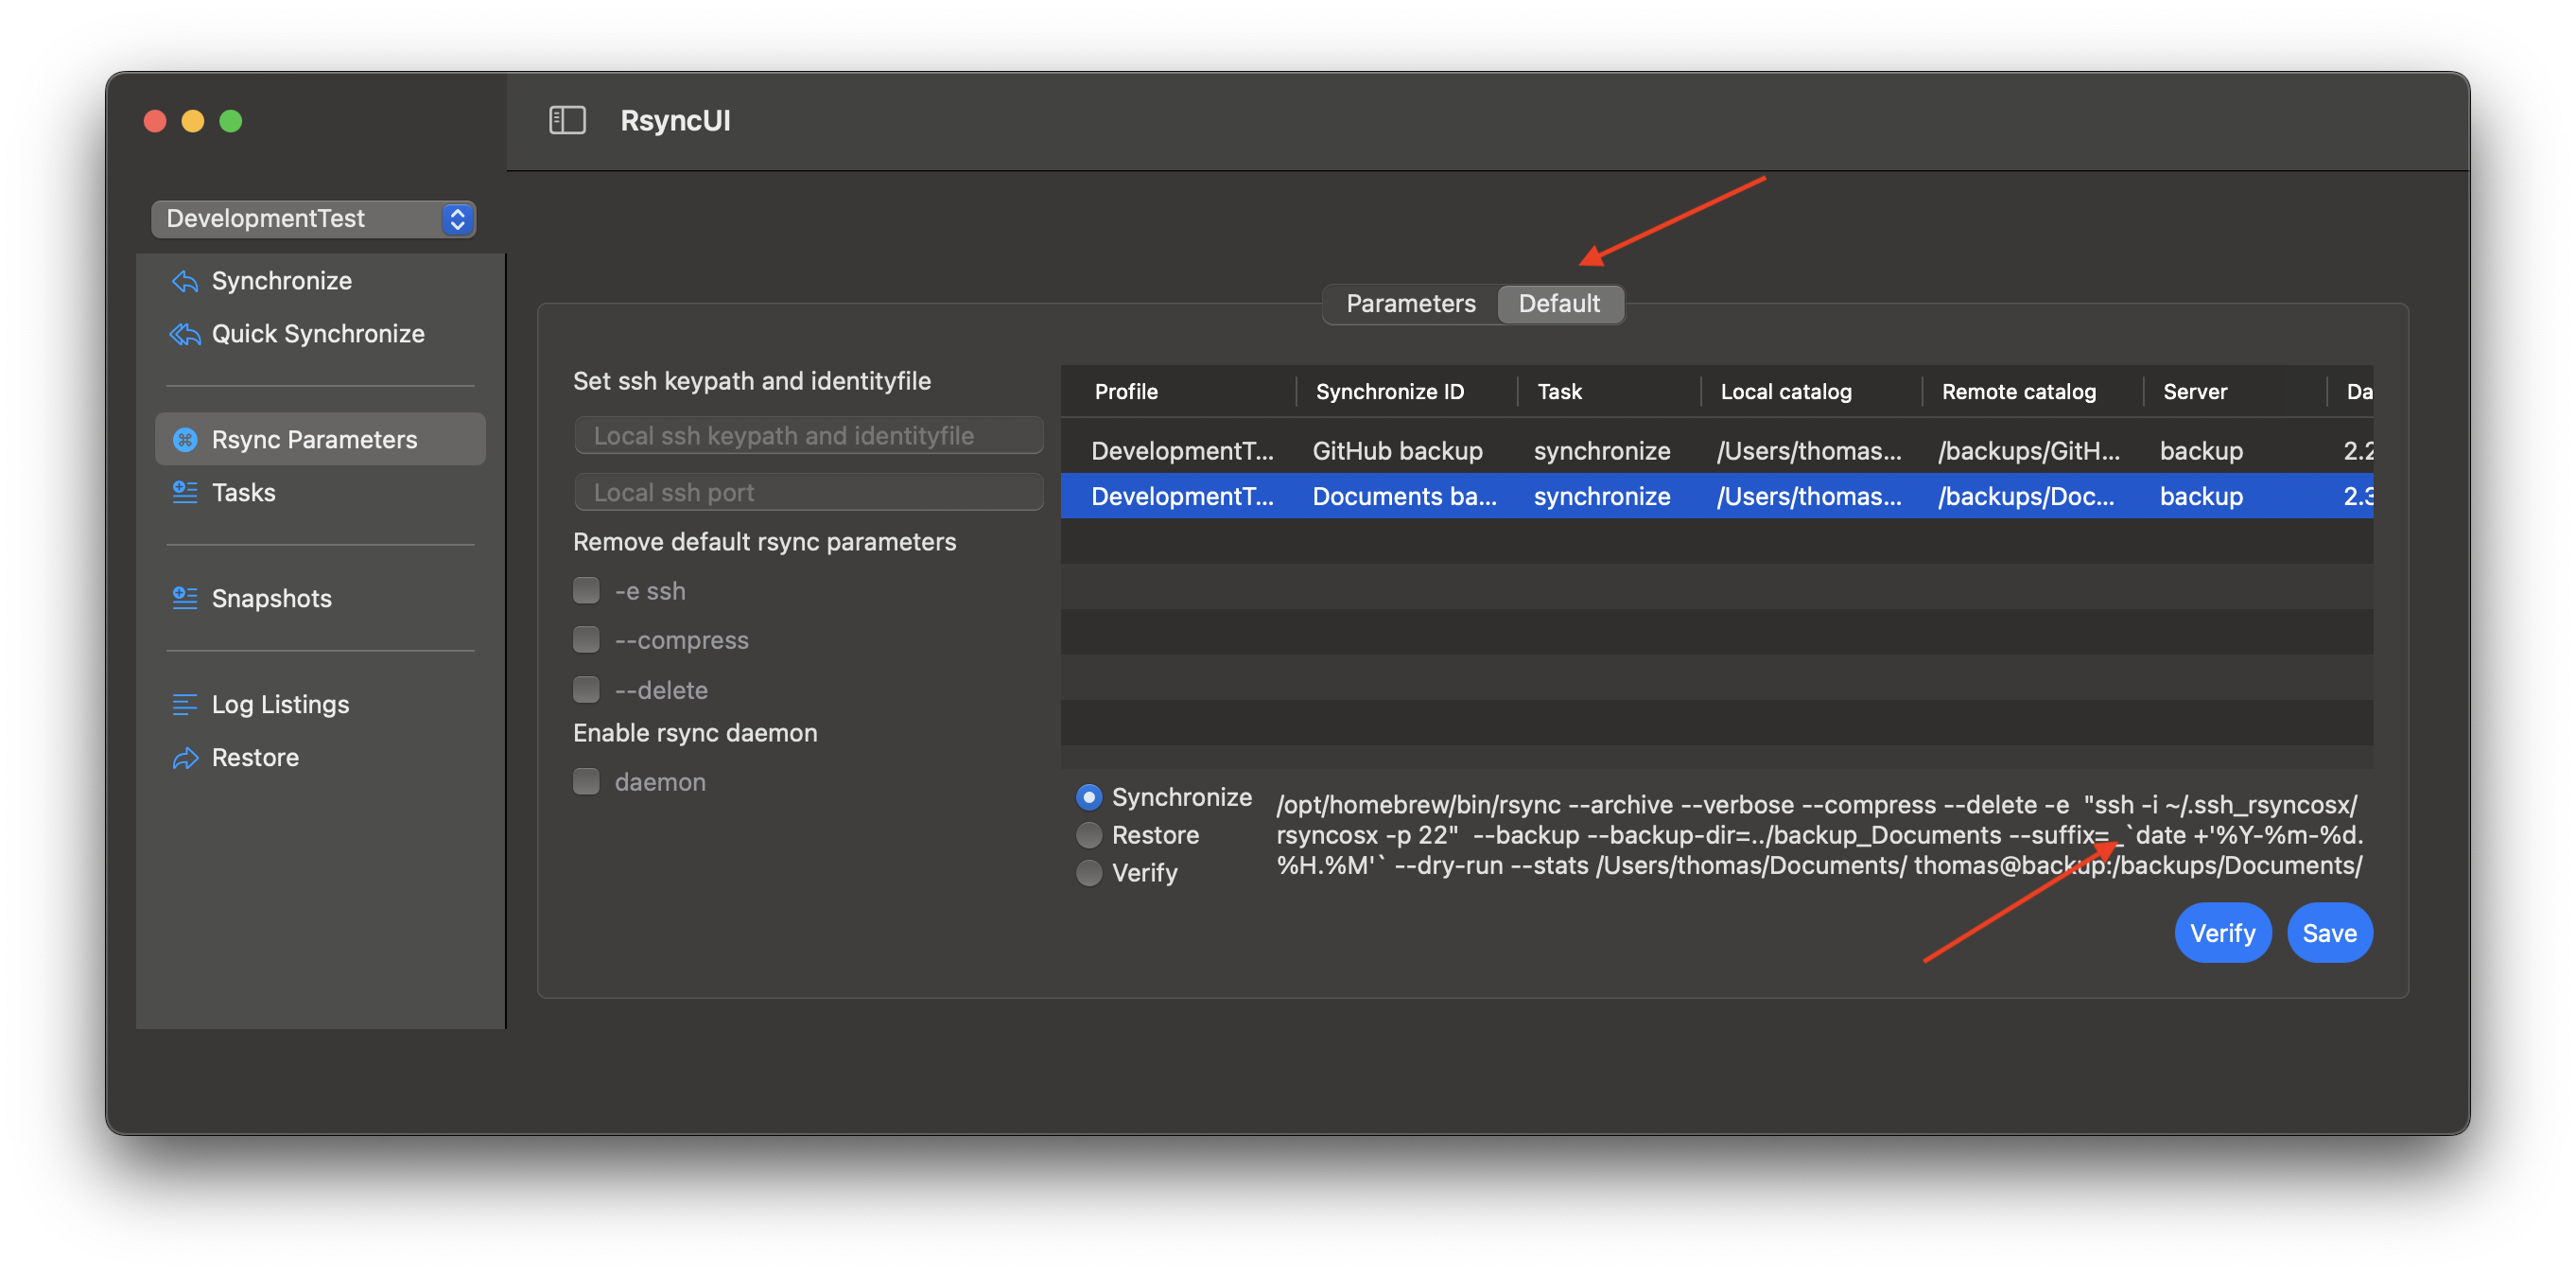 RsyncUI
DevelopmentTest
Synchronize
Quick Synchronize
Rsync Parameters
Tasks
Snapshots
Log Listings
Restore
Parameters Default
Set ssh keypath and identityfile
Local ssh keypath and identityfile
Local ssh port
Remove default rsync parameters
-e ssh
--compress
--delete
Enable rsync daemon
daemon
Profile Synchronize ID Task Local catalog Remote catalog Server Da
DevelopmentT... GitHub backup synchronize /Users/thomas... /backups/GitH... backup 2.2
DevelopmentT... Documents ba... synchronize /Users/thomas... /backups/Doc... backup 2.3
Synchronize
Restore
Verify
/opt/homebrew/bin/rsync --archive --verbose --compress --delete -e  "ssh -i ~/.ssh_rsyncosx/
rsyncosx -p 22"  --backup --backup-dir=../backup_Documents --suffix=_`date +'%Y-%m-%d.
%H.%M'` --dry-run --stats /Users/thomas/Documents/ thomas@backup:/backups/Documents/
Verify Save